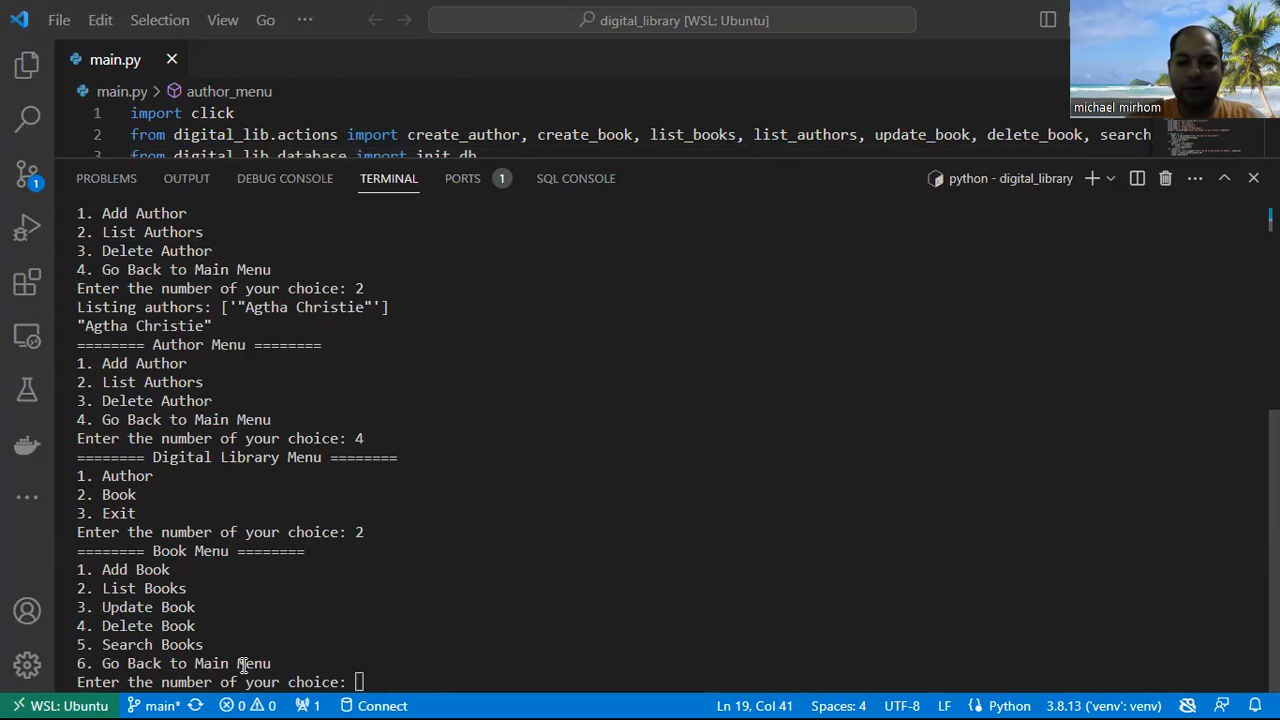 File Edit Selection View Go ··· digital_library [WSL: Ubuntu]
main.py
main.py > author_menu
michael mirhom
1 import click
2 from digital_lib.actions import create_author, create_book, list_books, list_authors, update_book, delete_book, search
3 from digital_lib.database import init_db
PROBLEMS OUTPUT DEBUG CONSOLE TERMINAL PORTS 1 SQL CONSOLE python - digital_library
1. Add Author
2. List Authors
3. Delete Author
4. Go Back to Main Menu
Enter the number of your choice: 2
Listing authors: ['"Agtha Christie"']
"Agtha Christie"
======== Author Menu ========
1. Add Author
2. List Authors
3. Delete Author
4. Go Back to Main Menu
Enter the number of your choice: 4
======== Digital Library Menu ========
1. Author
2. Book
3. Exit
Enter the number of your choice: 2
======== Book Menu ========
1. Add Book
2. List Books
3. Update Book
4. Delete Book
5. Search Books
6. Go Back to Main Menu
Enter the number of your choice:
1
WSL: Ubuntu main* 0 0 1 Connect Ln 19, Col 41 Spaces: 4 UTF-8 LF Python 3.8.13 ('venv': venv)